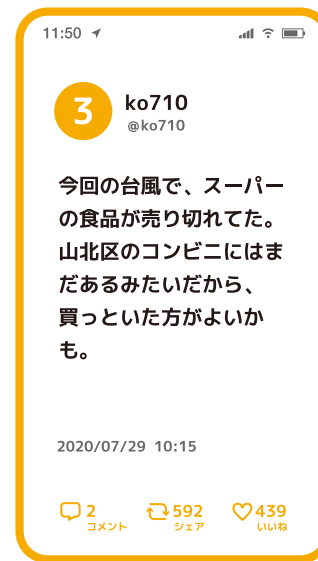 11:50
3
ko710
@ko710
今回の台風で、スーパー
の食品が売り切れてた。
山北区のコンビニにはま
だあるみたいだから、
買っといた方がよいか
も。
2020/07/29 10:15
2 592 439
コメント シェア いいね